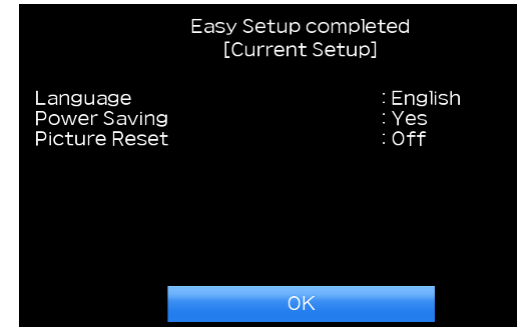 Easy Setup completed
[Current Setup]
Language : English
Power Saving : Yes
Picture Reset : Off
OK